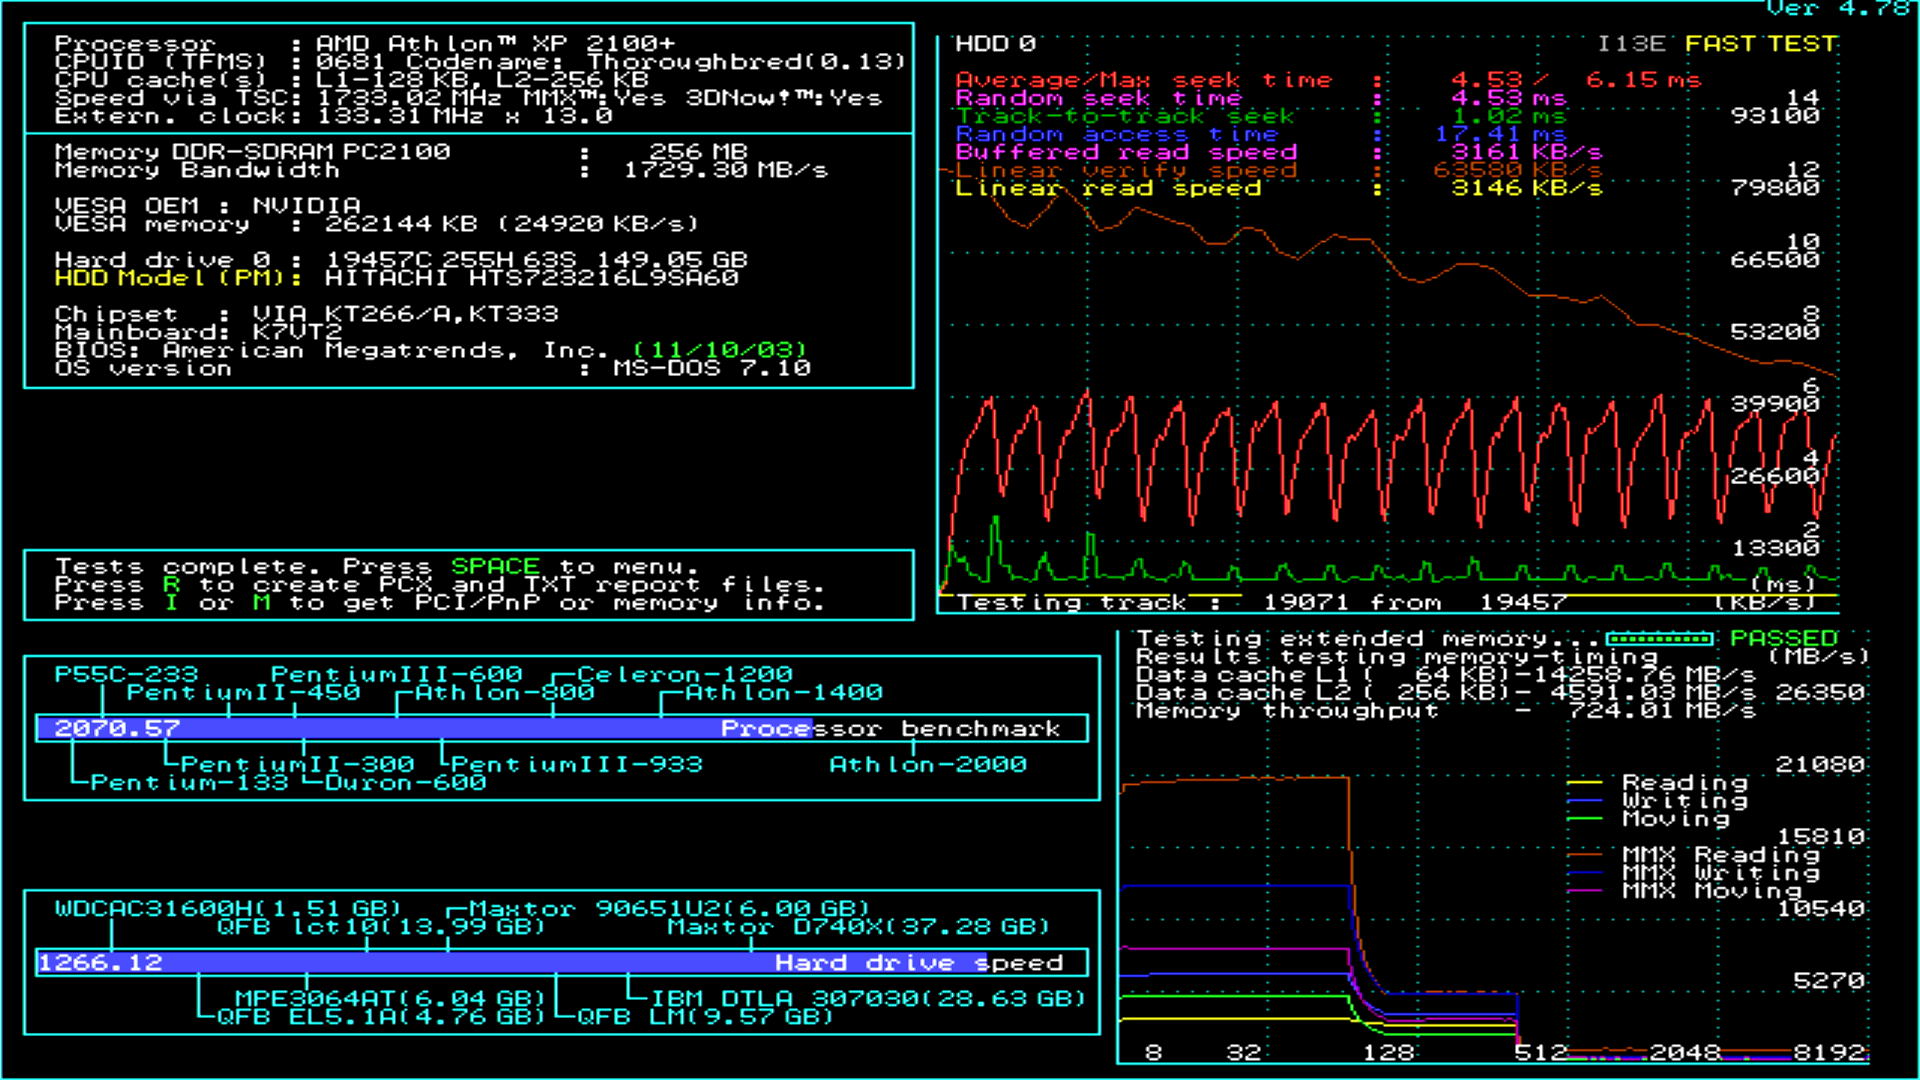 Ver 4.78
Processor : AMD Athlon™ XP 2100+
CPUID (TFMS) : 0681 Codename: Thoroughbred(0.13)
CPU cache(s) : L1-128 KB, L2-256 KB
Speed via TSC: 1733.02 MHz MMX™:Yes 3DNow!™:Yes
Extern. clock: 133.31 MHz x 13.0
Memory DDR-SDRAM PC2100 : 256 MB
Memory Bandwidth : 1729.30 MB/s
VESA OEM : NVIDIA
VESA memory : 262144 KB (24920 KB/s)
Hard drive 0 : 19457C 255H 63S 149.05 GB
HDD Model (PM): HITACHI HTS723216L9SA60
Chipset : VIA KT266/A,KT333
Mainboard: K7VT2
BIOS: American Megatrends, Inc. (11/10/03)
OS version : MS-DOS 7.10
HDD 0 I13E FAST TEST
Average/Max seek time : 4.53 / 6.15 ms
Random seek time : 4.53 ms
14
Track-to-track seek : 1.02 ms
93100
Random access time : 17.41 ms
Buffered read speed : 3161 KB/s
Linear verify speed : 63580 KB/s
12
Linear read speed : 3146 KB/s
79800
10
66500
8
53200
6
39900
4
26600
2
13300
(ms)
Testing track : 19071 from 19457 (KB/s)
Tests complete. Press SPACE to menu.
Press R to create PCX and TXT report files.
Press I or M to get PCI/PnP or memory info.
P55C-233 PentiumIII-600 Celeron-1200
PentiumII-450 Athlon-800 Athlon-1400
2070.57 Processor benchmark
PentiumII-300 PentiumIII-933 Athlon-2000
Pentium-133 Duron-600
WDCAC31600H(1.51 GB) Maxtor 90651U2(6.00 GB)
QFB lct10(13.99 GB) Maxtor D740X(37.28 GB)
1266.12 Hard drive speed
MPE3064AT(6.04 GB) IBM DTLA 307030(28.63 GB)
QFB EL5.1A(4.76 GB) QFB LM(9.57 GB)
Testing extended memory... PASSED
Results testing memory-timing (MB/s)
Data cache L1 ( 64 KB)-14258.76 MB/s
Data cache L2 ( 256 KB)- 4591.03 MB/s 26350
Memory throughput - 724.01 MB/s
21080
Reading
Writing
Moving
15810
MMX Reading
MMX Writing
MMX Moving
10540
5270
8 32 128 512 2048 8192